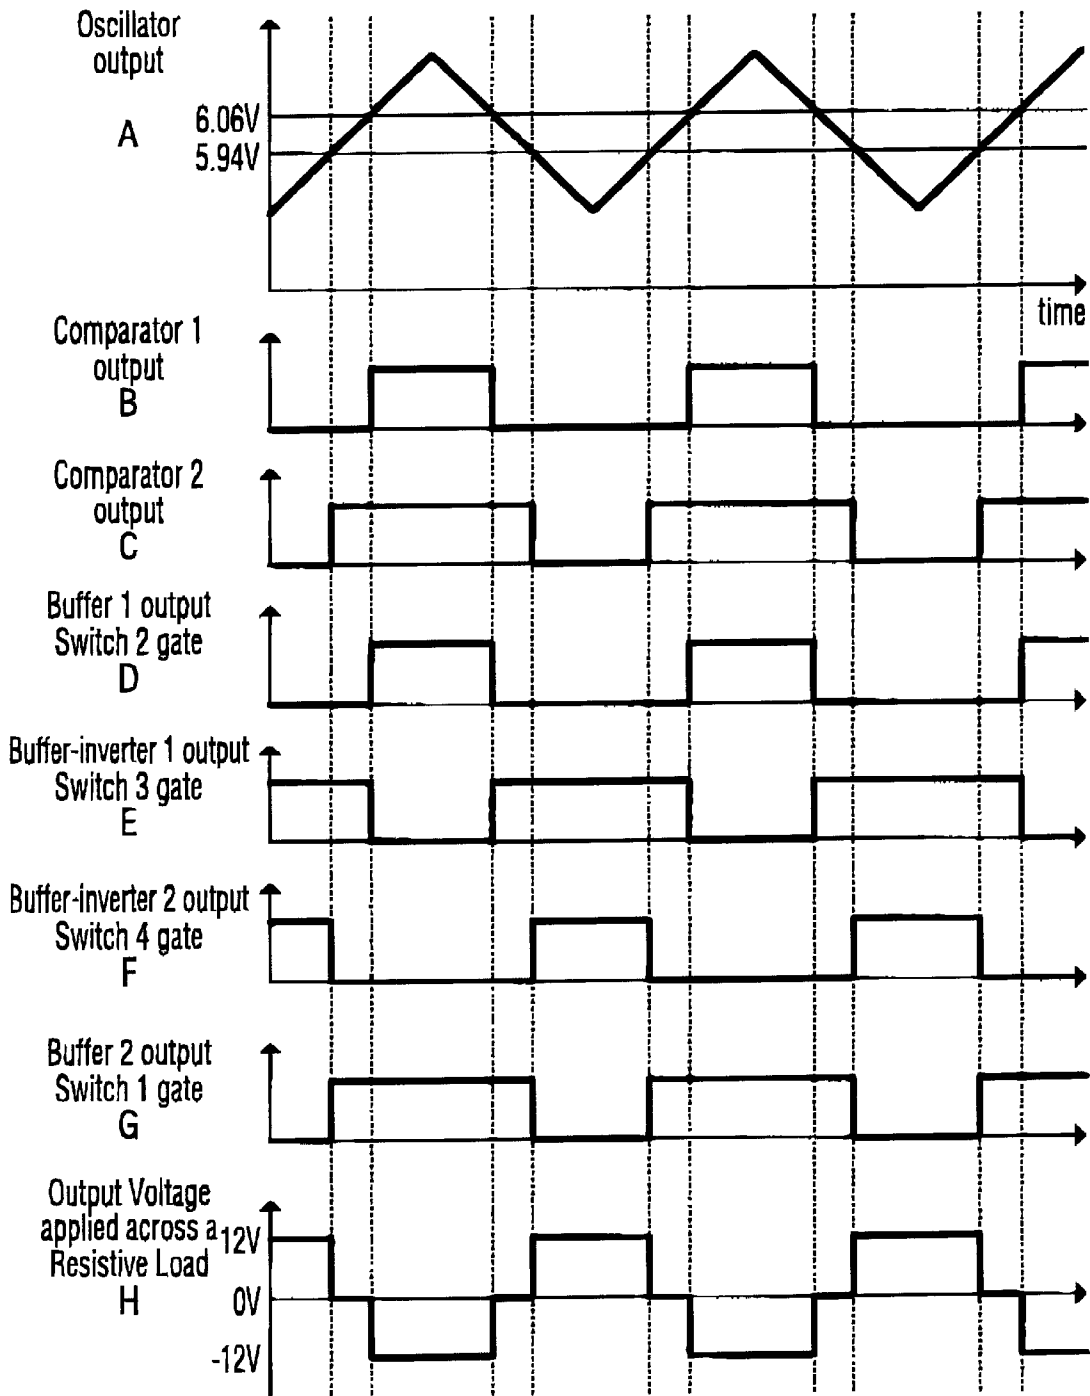 Oscillator
output
A
6.06V
5.94V
time
Comparator 1
output
B
Comparator 2
output
C
Buffer 1 output
Switch 2 gate
D
Buffer-inverter 1 output
Switch 3 gate
E
Buffer-inverter 2 output
Switch 4 gate
F
Buffer 2 output
Switch 1 gate
G
Output Voltage
applied across a
Resistive Load
H
12V
0V
-12V